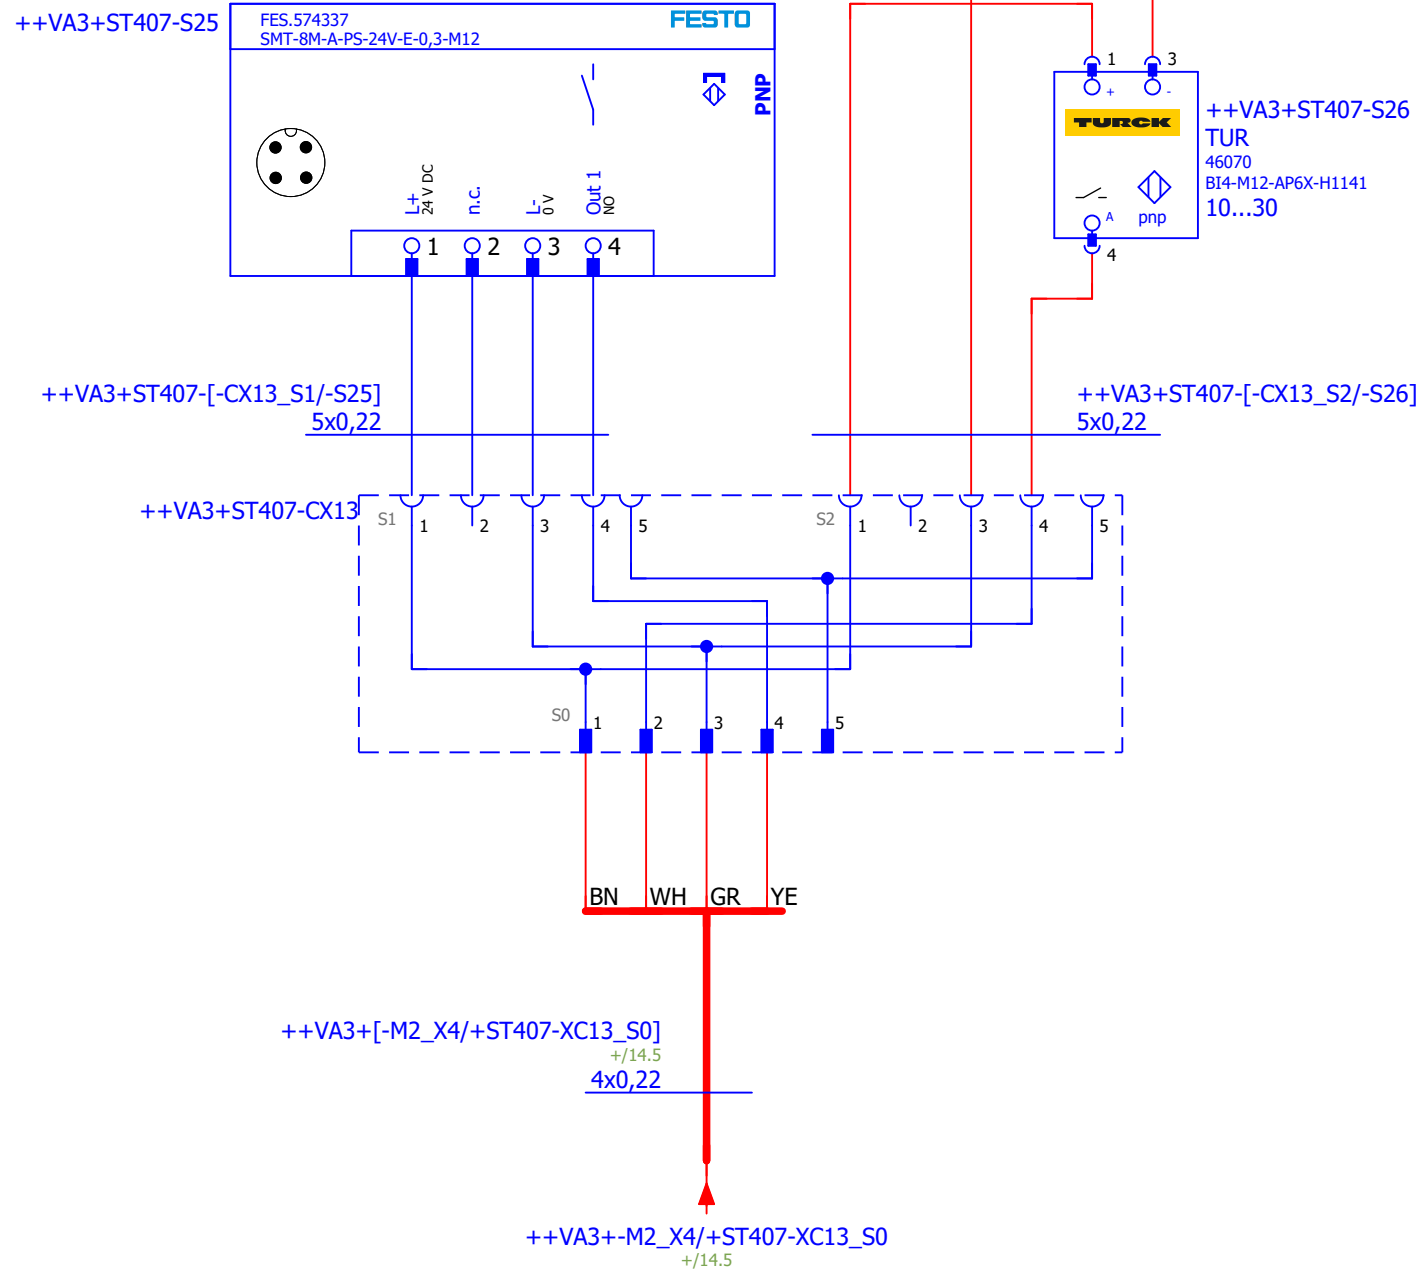 ++VA3+ST407-S25
FES.574337
SMT-8M-A-PS-24V-E-0,3-M12
FESTO
PNP
L+
24 V DC
n.c.
L-
0 V
Out 1
NO
1
2
3
4
1
3
+
-
TURCK
A
pnp
4
++VA3+ST407-S26
TUR
46070
BI4-M12-AP6X-H1141
10...30
++VA3+ST407-[-CX13_S1/-S25]
5x0,22
++VA3+ST407-[-CX13_S2/-S26]
5x0,22
++VA3+ST407-CX13
S1
1
2
3
4
5
S2
1
2
3
4
5
S0
1
2
3
4
5
BN
WH
GR
YE
++VA3+[-M2_X4/+ST407-XC13_S0]
+/14.5
4x0,22
++VA3+-M2_X4/+ST407-XC13_S0
+/14.5